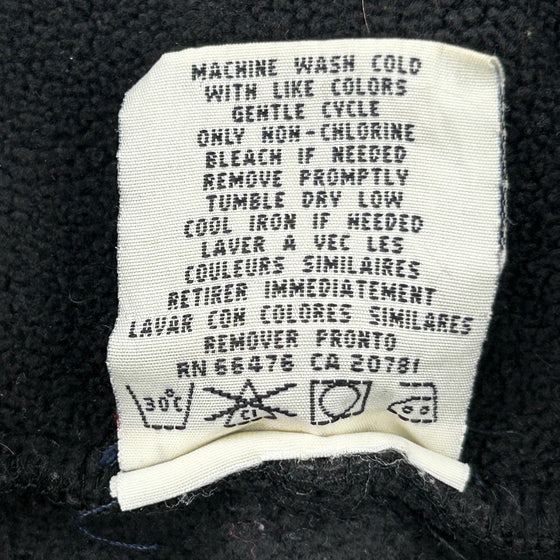 MACHINE WASH COLD
WITH LIKE COLORS
GENTLE CYCLE
ONLY NON-CHLORINE
BLEACH IF NEEDED
REMOVE PROMPTLY
TUMBLE DRY LOW
COOL IRON IF NEEDED
LAVER A VEC LES
COULEURS SIMILAIRES
RETIRER IMMEDIATEMENT
LAVAR CON COLORES SIMILARES
REMOVER PRONTO
RN 66476 CA 20781
30°C Cl